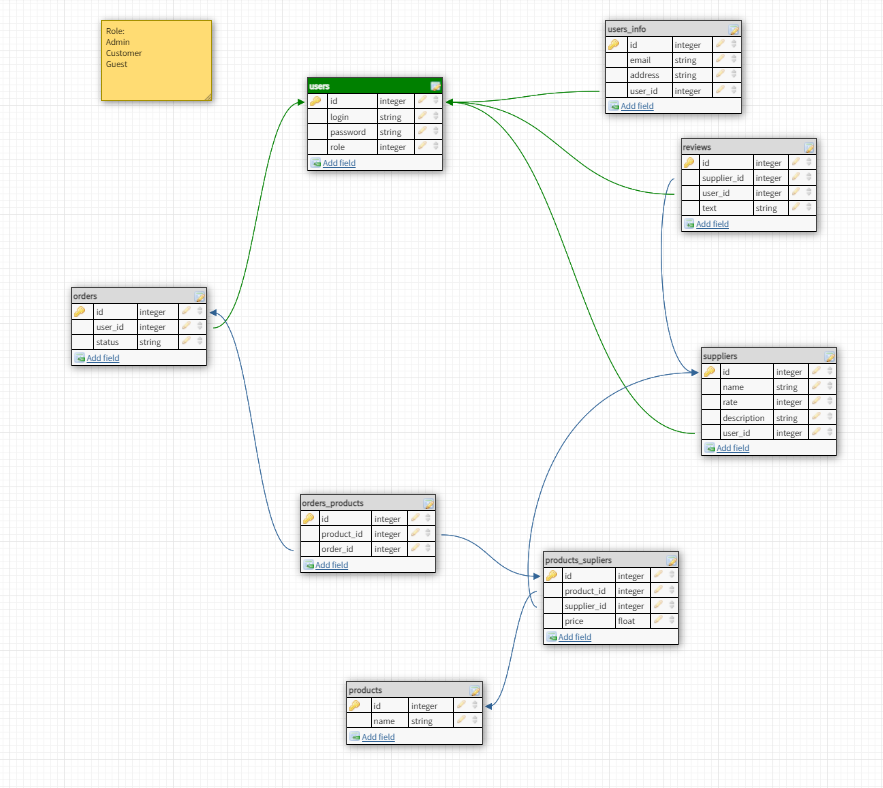 Role:
Admin
Customer
Guest
users_info
id integer
email string
address string
user_id integer
Add field
users
id integer
login string
password string
role integer
Add field
reviews
id integer
supplier_id integer
user_id integer
text string
Add field
orders
id integer
user_id integer
status string
Add field
suppliers
id integer
name string
rate integer
description string
user_id integer
Add field
orders_products
id integer
product_id integer
order_id integer
Add field
products_supliers
id integer
product_id integer
supplier_id integer
price float
Add field
products
id integer
name string
Add field